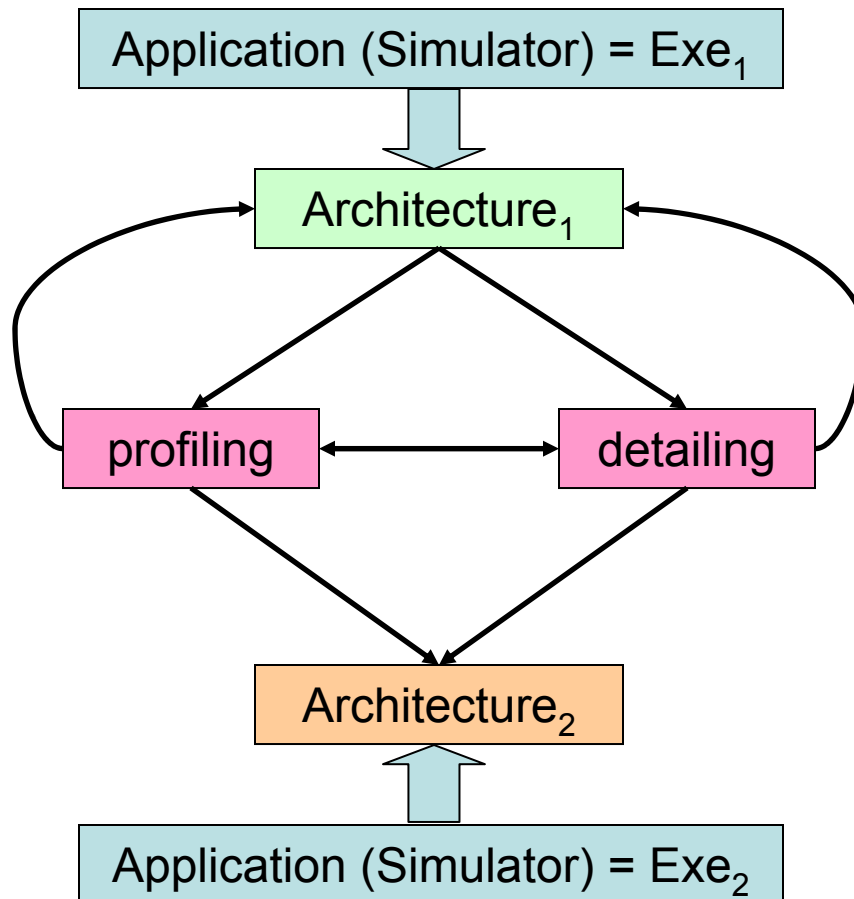 Application (Simulator) = Exe₁
Architecture₁
profiling
detailing
Architecture₂
Application (Simulator) = Exe₂